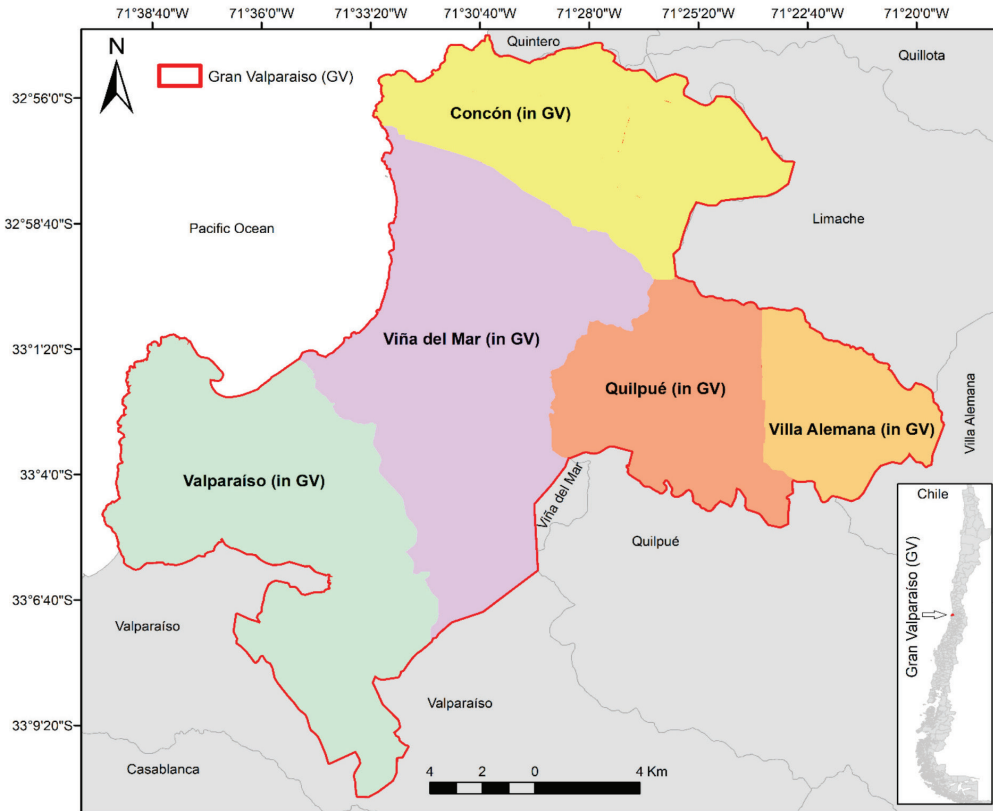 71°38'40"W 71°36'0"W 71°33'20"W 71°30'40"W 71°28'0"W 71°25'20"W 71°22'40"W 71°20'0"W
N
Gran Valparaiso (GV)
Quintero
Quillota
32°56'0"S
Concón (in GV)
32°58'40"S
Pacific Ocean
Limache
33°1'20"S
Viña del Mar (in GV)
Quilpué (in GV)
Villa Alemana (in GV)
Villa Alemana
33°4'0"S
Valparaíso (in GV)
Viña del Mar
Quilpué
Chile
Gran Valparaíso (GV)
33°6'40"S
Valparaíso
Valparaíso
33°9'20"S
Casablanca
4 2 0 4 Km